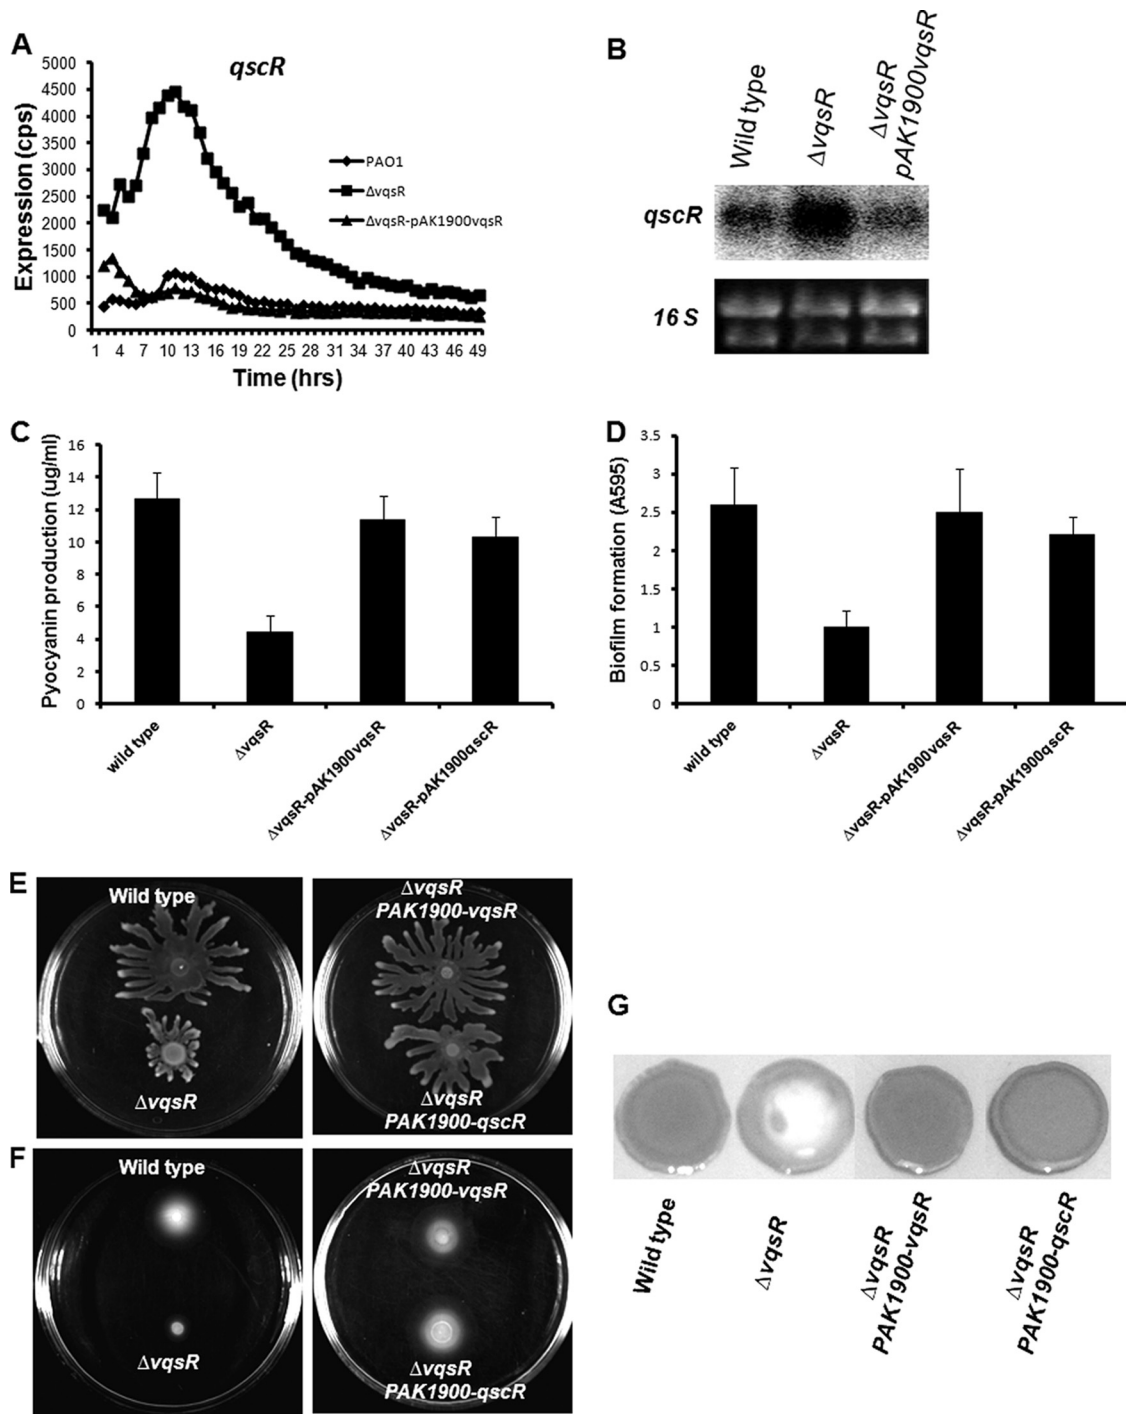 A
qscR
Expression (cps)
5000
4500
4000
3500
3000
2500
2000
1500
1000
500
0
PAO1
ΔvqsR
ΔvqsR-pAK1900vqsR
1 4 7 10 13 16 19 22 25 28 31 34 37 40 43 46 49
Time (hrs)
B
Wild type
ΔvqsR
ΔvqsR
pAK1900vqsR
qscR
16 S
C
Pyocyanin production (ug/ml)
16
14
12
10
8
6
4
2
0
wild type
ΔvqsR
ΔvqsR-pAK1900vqsR
ΔvqsR-pAK1900qscR
D
Biofilm formation (A595)
3.5
3
2.5
2
1.5
1
0.5
0
wild type
ΔvqsR
ΔvqsR-pAK1900vqsR
ΔvqsR-pAK1900qscR
E
Wild type
ΔvqsR
ΔvqsR
PAK1900-vqsR
ΔvqsR
PAK1900-qscR
F
Wild type
ΔvqsR
ΔvqsR
PAK1900-vqsR
ΔvqsR
PAK1900-qscR
G
Wild type
ΔvqsR
ΔvqsR
PAK1900-vqsR
ΔvqsR
PAK1900-qscR